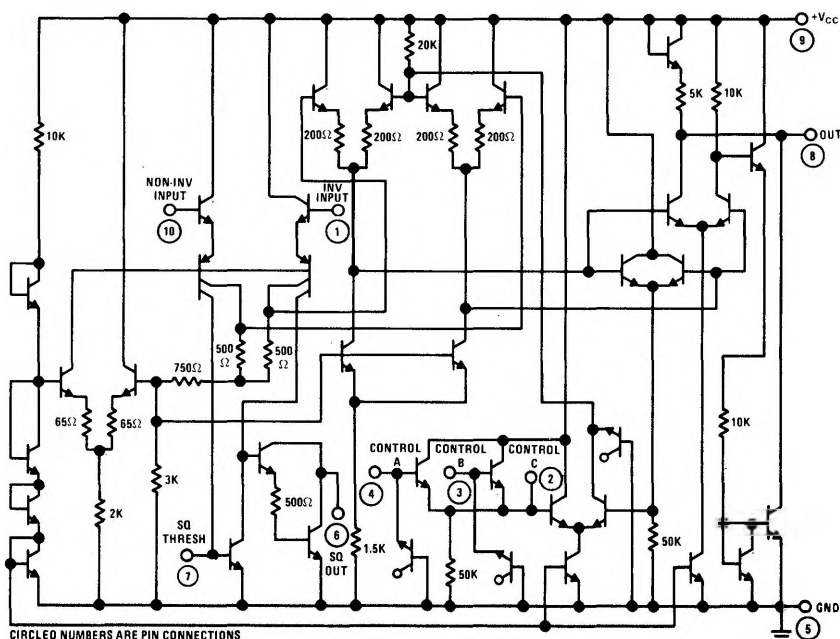 +VCC
9
20K
5K
10K
10K
OUT
8
200Ω
200Ω
200Ω
200Ω
NON-INV
INPUT
10
INV
INPUT
1
500
Ω
500
Ω
750Ω
65Ω
65Ω
3K
2K
500Ω
SQ
THRESH
7
6
SQ
OUT
1.5K
CONTROL
A
4
CONTROL
B
3
CONTROL
C
2
50K
50K
10K
GND
5
CIRCLED NUMBERS ARE PIN CONNECTIONS